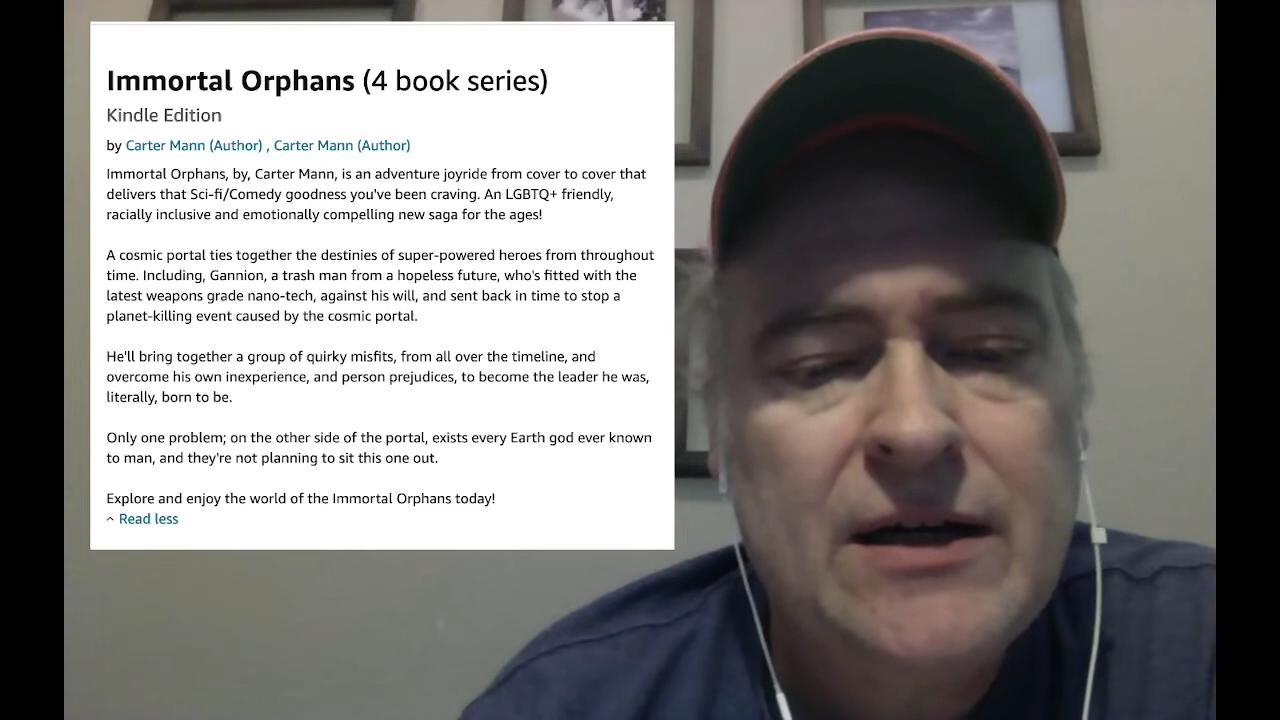 Immortal Orphans (4 book series)
Kindle Edition
by Carter Mann (Author) , Carter Mann (Author)
Immortal Orphans, by, Carter Mann, is an adventure joyride from cover to cover that
delivers that Sci-fi/Comedy goodness you've been craving. An LGBTQ+ friendly,
racially inclusive and emotionally compelling new saga for the ages!
A cosmic portal ties together the destinies of super-powered heroes from throughout
time. Including, Gannion, a trash man from a hopeless future, who's fitted with the
latest weapons grade nano-tech, against his will, and sent back in time to stop a
planet-killing event caused by the cosmic portal.
He'll bring together a group of quirky misfits, from all over the timeline, and
overcome his own inexperience, and person prejudices, to become the leader he was,
literally, born to be.
Only one problem; on the other side of the portal, exists every Earth god ever known
to man, and they're not planning to sit this one out.
Explore and enjoy the world of the Immortal Orphans today!
^ Read less